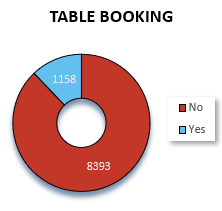 TABLE BOOKING
1158
8393
No
Yes